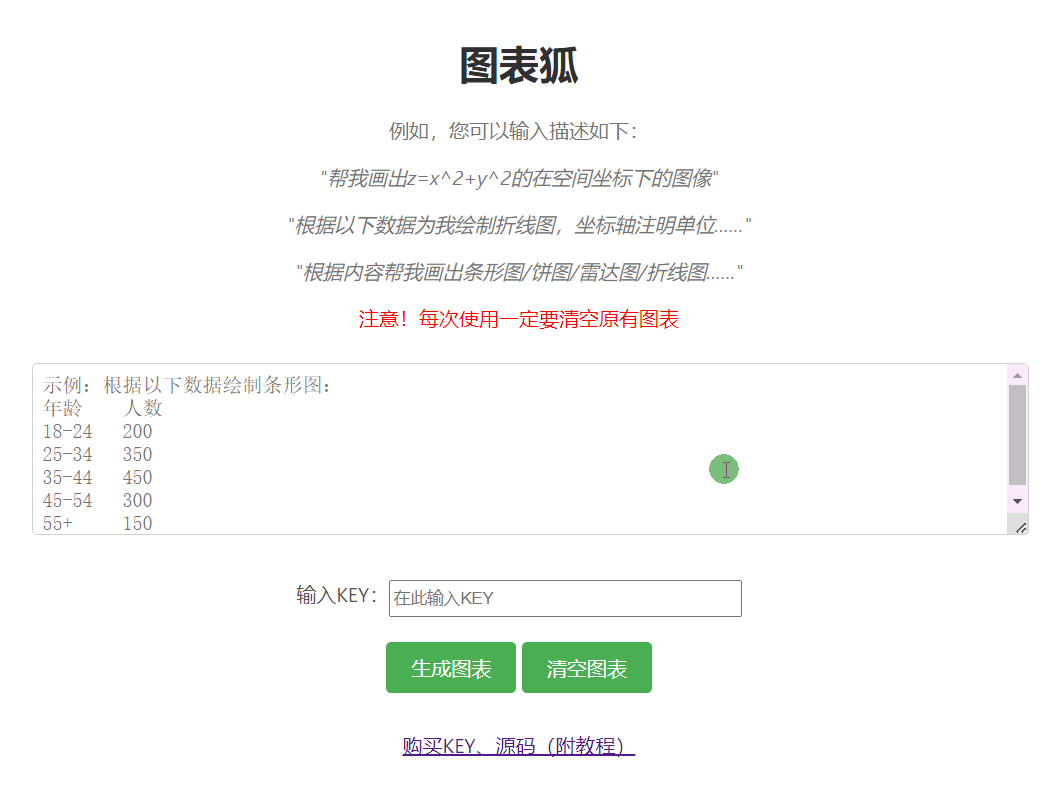 图表狐
例如，您可以输入描述如下：
"帮我画出z=x^2+y^2的在空间坐标下的图像"
"根据以下数据为我绘制折线图，坐标轴注明单位......"
"根据内容帮我画出条形图/饼图/雷达图/折线图......"
注意！每次使用一定要清空原有图表
示例：根据以下数据绘制条形图：
年龄 人数
18-24 200
25-34 350
35-44 450
45-54 300
55+ 150
输入KEY： 在此输入KEY
生成图表 清空图表
购买KEY、源码（附教程）